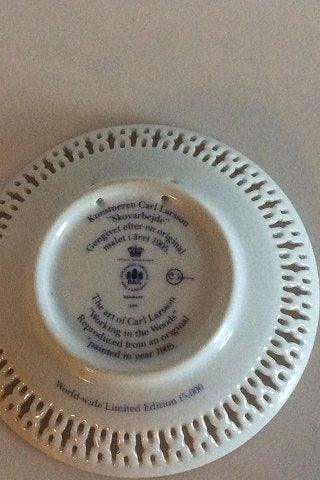 Kunstneren Carl Larsson
"Skovarbejde"
Gengivet efter en original
malet i året 1905.
B&G
DENMARK
The art of Carl Larsson
"Working in the Woods"
Reproduced from an original
painted in year 1905
World-wide Limited Edition 15.000